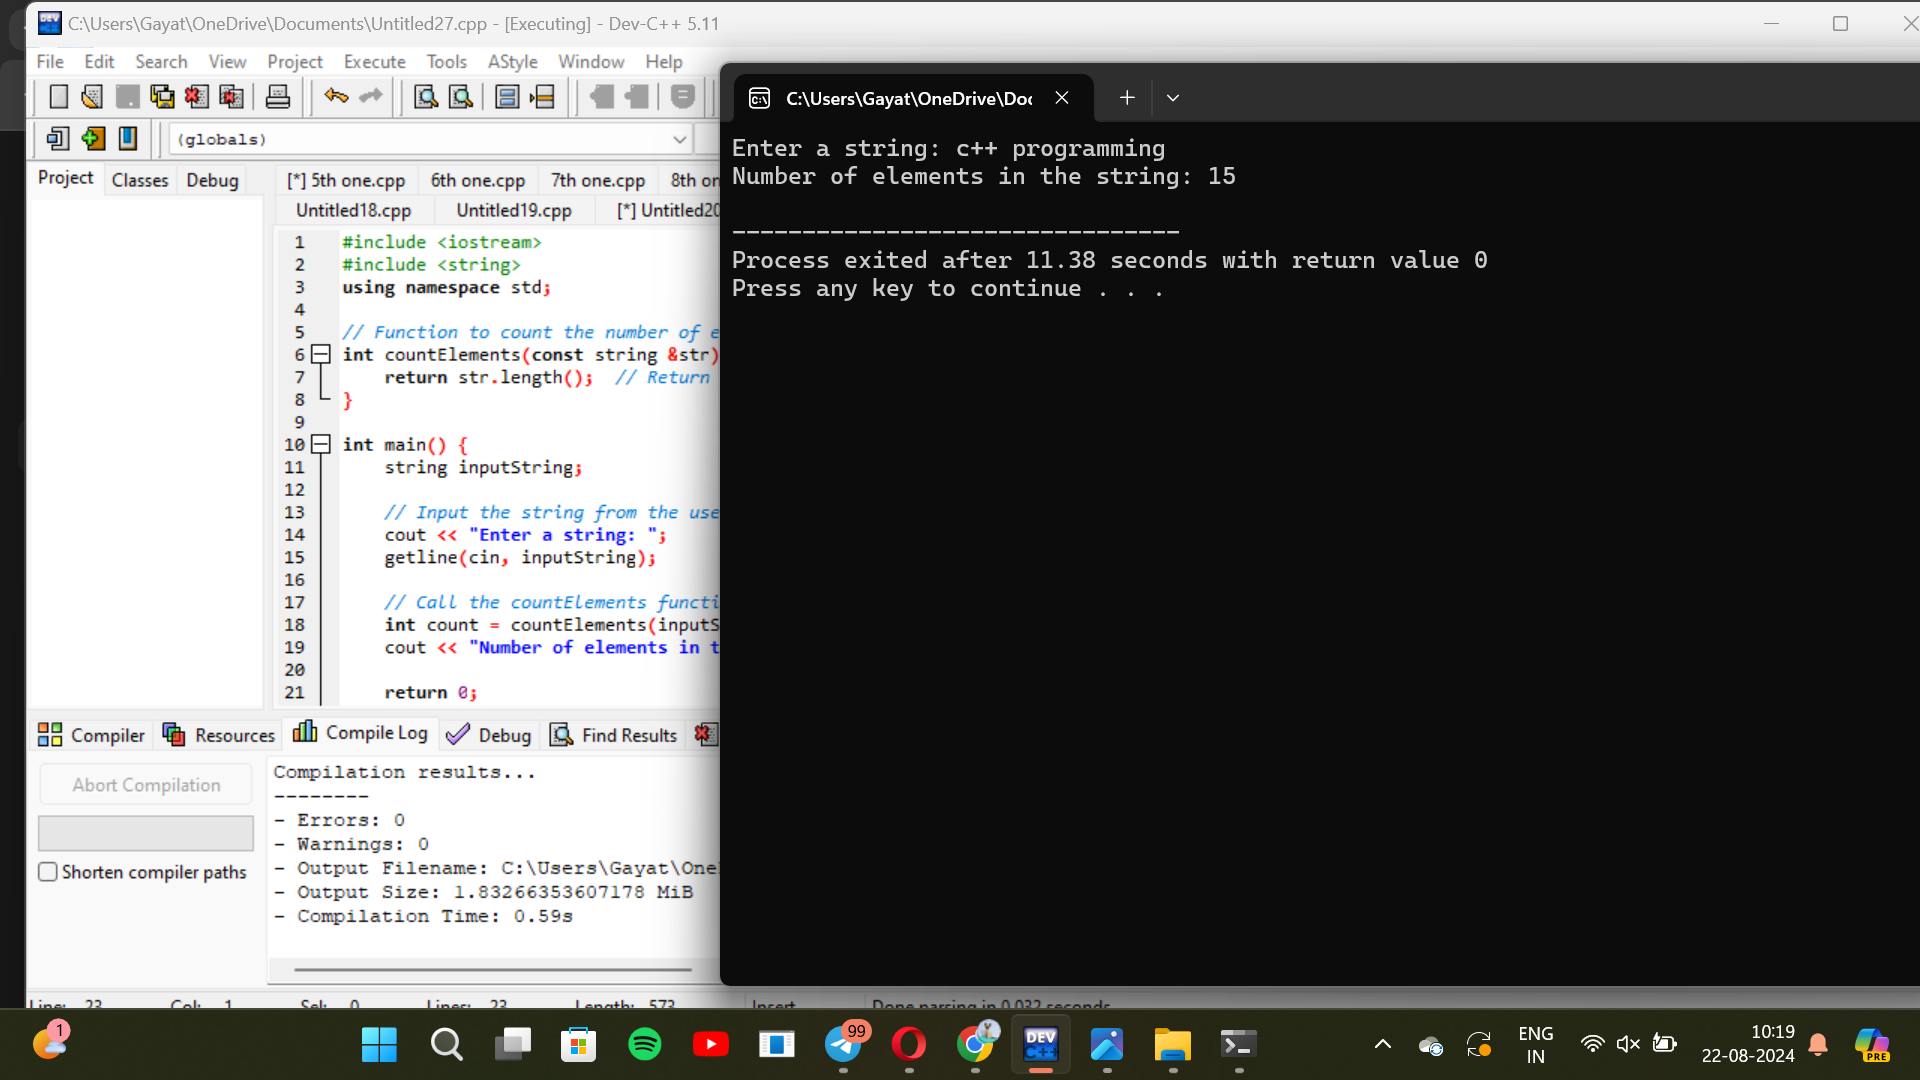 C:\Users\Gayat\OneDrive\Documents\Untitled27.cpp - [Executing] - Dev-C++ 5.11
File Edit Search View Project Execute Tools AStyle Window Help
(globals)
Project Classes Debug
[*] 5th one.cpp 6th one.cpp 7th one.cpp 8th on
Untitled18.cpp Untitled19.cpp [*] Untitled20
1 #include <iostream>
2 #include <string>
3 using namespace std;
4
5 // Function to count the number of e
6 int countElements(const string &str)
7 return str.length(); // Return
8 }
9
10 int main() {
11 string inputString;
12
13 // Input the string from the use
14 cout << "Enter a string: ";
15 getline(cin, inputString);
16
17 // Call the countElements functi
18 int count = countElements(inputS
19 cout << "Number of elements in t
20
21 return 0;
Compiler Resources Compile Log Debug Find Results
Abort Compilation
Shorten compiler paths
Compilation results...
--------
- Errors: 0
- Warnings: 0
- Output Filename: C:\Users\Gayat\One
- Output Size: 1.83266353607178 MiB
- Compilation Time: 0.59s
Line: 23 Col: 1 Sel: 0 Lines: 23 Length: 573 Insert Done parsing in 0.032 seconds
C:\Users\Gayat\OneDrive\Doc
Enter a string: c++ programming
Number of elements in the string: 15
--------------------------------
Process exited after 11.38 seconds with return value 0
Press any key to continue . . .
1
99
DEV C++
ENG
IN
10:19
22-08-2024
PRE